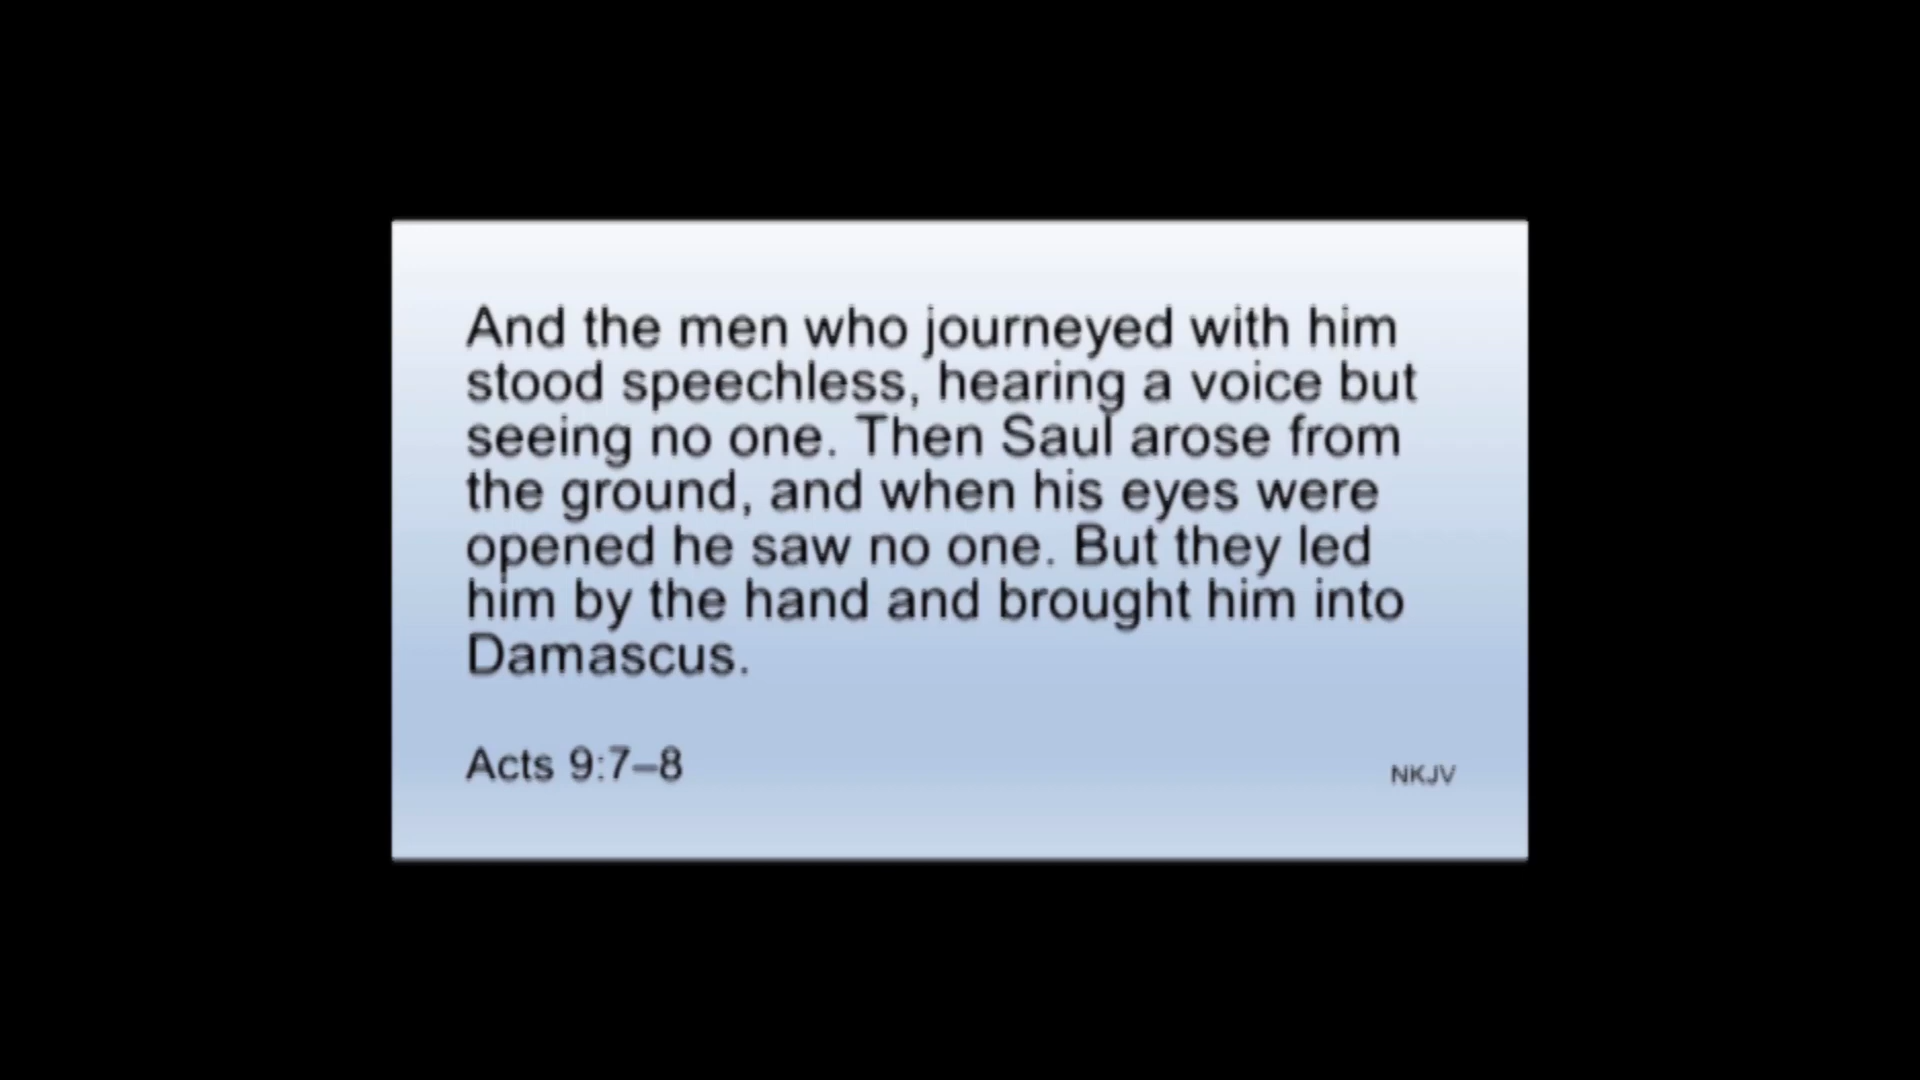 And the men who journeyed with him
stood speechless, hearing a voice but
seeing no one. Then Saul arose from
the ground, and when his eyes were
opened he saw no one. But they led
him by the hand and brought him into
Damascus.
Acts 9:7–8
NKJV